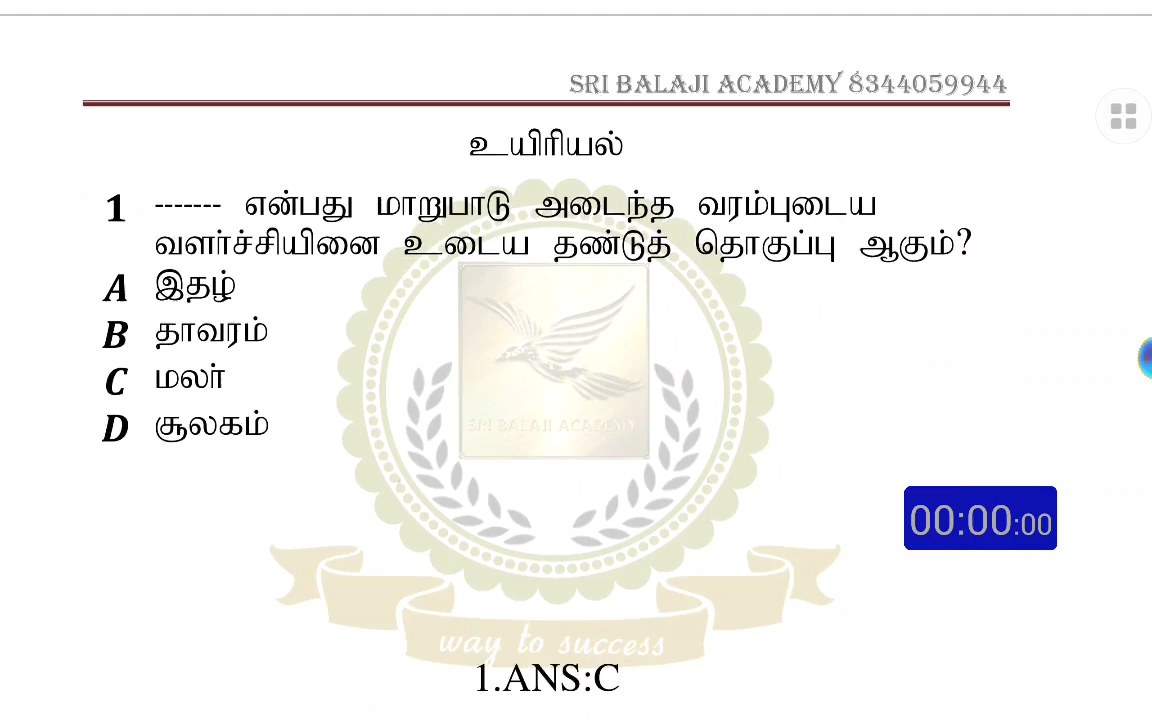 SRI BALAJI ACADEMY 8344059944
உயிரியல்
1 ------- என்பது மாறுபாடு அடைந்த வரம்புடைய
வளர்ச்சியினை உடைய தண்டுத் தொகுப்பு ஆகும்?
A இதழ்
B தாவரம்
C மலர்
D சூலகம்
SRI BALAJI ACADEMY
00:00:00
way to success
1.ANS:C